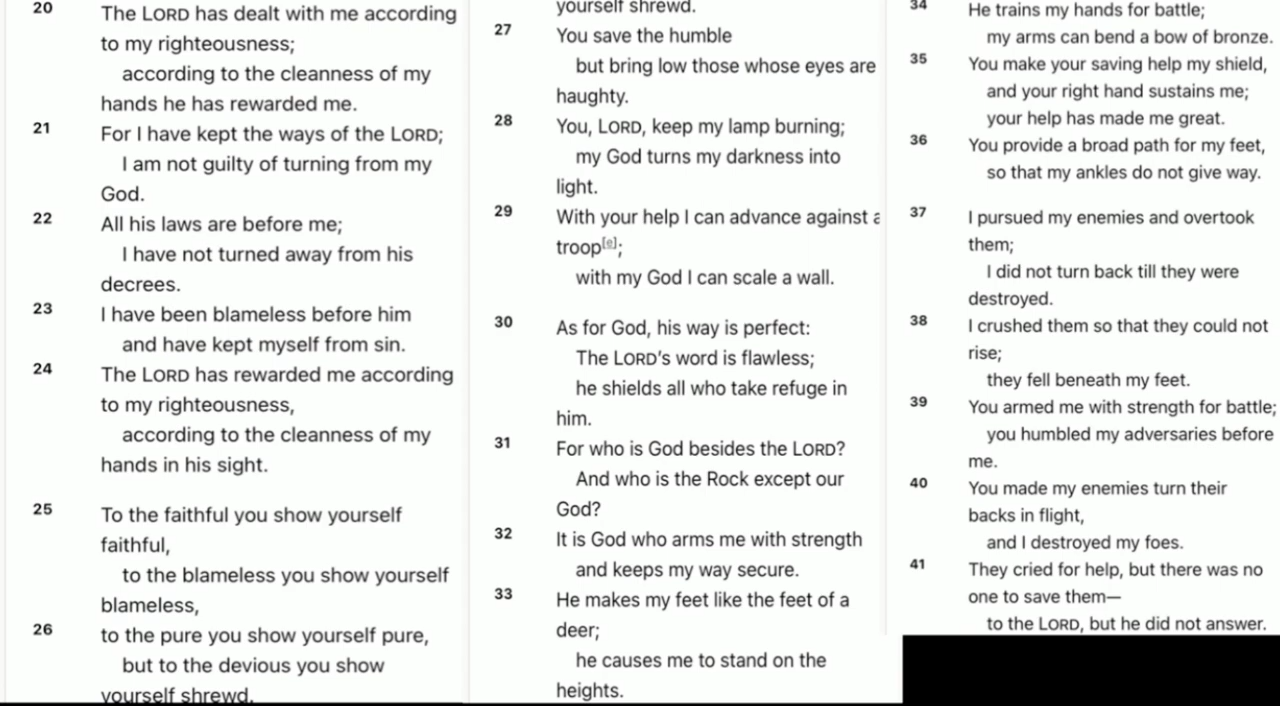 20 The LORD has dealt with me according
to my righteousness;
according to the cleanness of my
hands he has rewarded me.
21 For I have kept the ways of the LORD;
I am not guilty of turning from my
God.
22 All his laws are before me;
I have not turned away from his
decrees.
23 I have been blameless before him
and have kept myself from sin.
24 The LORD has rewarded me according
to my righteousness,
according to the cleanness of my
hands in his sight.
25 To the faithful you show yourself
faithful,
to the blameless you show yourself
blameless,
26 to the pure you show yourself pure,
but to the devious you show
yourself shrewd.
yourself shrewd.
27 You save the humble
but bring low those whose eyes are
haughty.
28 You, LORD, keep my lamp burning;
my God turns my darkness into
light.
29 With your help I can advance against a
troop[e];
with my God I can scale a wall.
30 As for God, his way is perfect:
The LORD's word is flawless;
he shields all who take refuge in
him.
31 For who is God besides the LORD?
And who is the Rock except our
God?
32 It is God who arms me with strength
and keeps my way secure.
33 He makes my feet like the feet of a
deer;
he causes me to stand on the
heights.
34 He trains my hands for battle;
my arms can bend a bow of bronze.
35 You make your saving help my shield,
and your right hand sustains me;
your help has made me great.
36 You provide a broad path for my feet,
so that my ankles do not give way.
37 I pursued my enemies and overtook
them;
I did not turn back till they were
destroyed.
38 I crushed them so that they could not
rise;
they fell beneath my feet.
39 You armed me with strength for battle;
you humbled my adversaries before
me.
40 You made my enemies turn their
backs in flight,
and I destroyed my foes.
41 They cried for help, but there was no
one to save them—
to the LORD, but he did not answer.